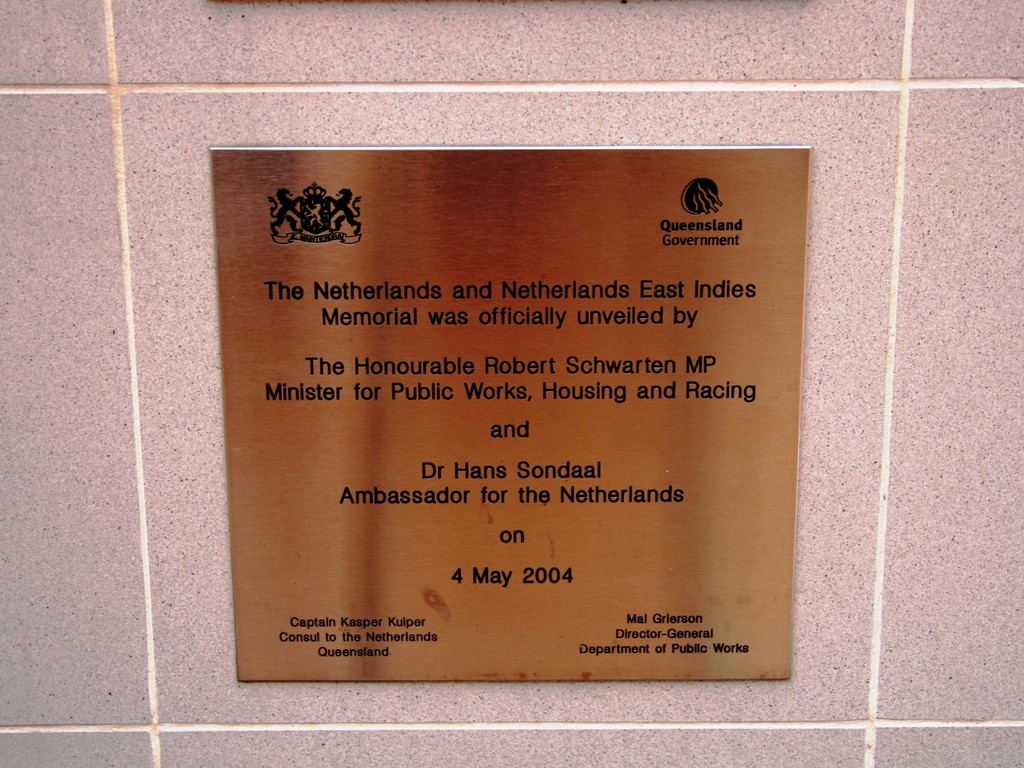 Queensland
Government
The Netherlands and Netherlands East Indies
Memorial was officially unveiled by
The Honourable Robert Schwarten MP
Minister for Public Works, Housing and Racing
and
Dr Hans Sondaal
Ambassador for the Netherlands
on
4 May 2004
Captain Kasper Kuiper
Consul to the Netherlands
Queensland
Mal Grierson
Director-General
Department of Public Works